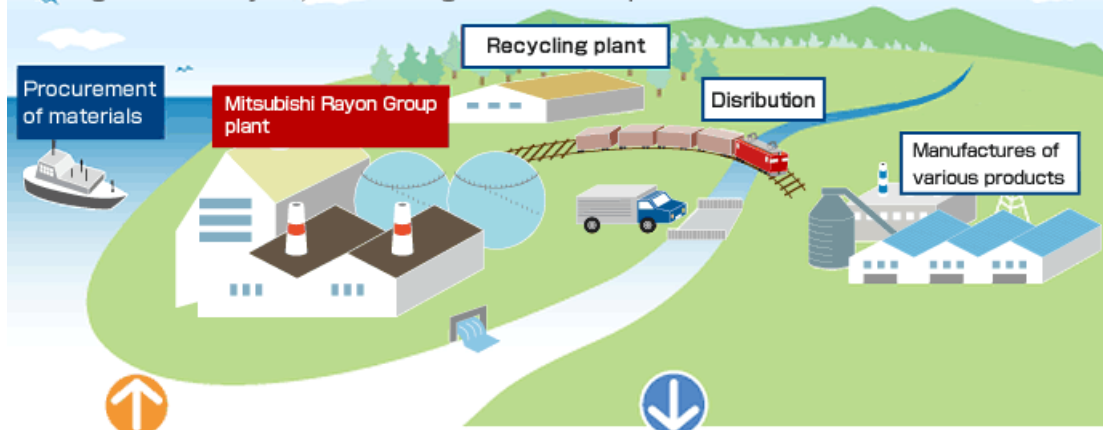 Recycling plant
Procurement
of materials
Mitsubishi Rayon Group
plant
Disribution
Manufactures of
various products